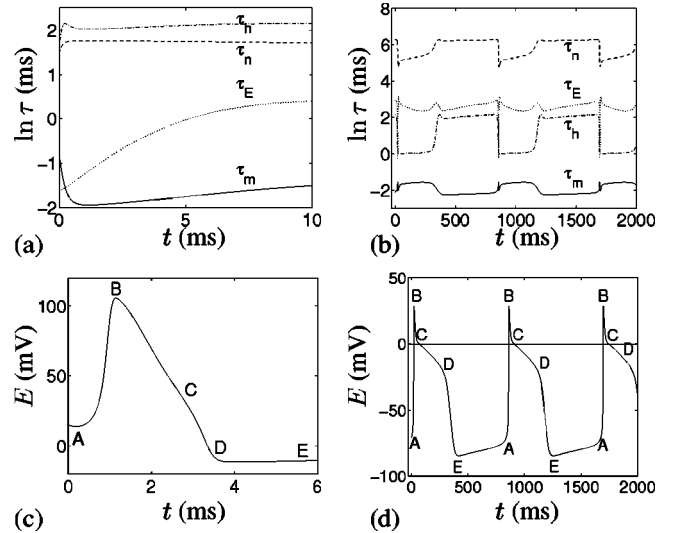 2
1
0
-1
-2
ln τ (ms)
τh
τn
τE
τm
0
5
10
(a)
t (ms)
8
6
4
2
0
-2
ln τ (ms)
τn
τE
τh
τm
0
500
1000
1500
2000
(b)
t (ms)
100
50
0
E (mV)
A
B
C
D
E
0
2
4
6
(c)
t (ms)
50
0
-50
-100
E (mV)
B
B
B
C
C
C
D
D
D
A
A
A
E
E
0
500
1000
1500
2000
(d)
t (ms)